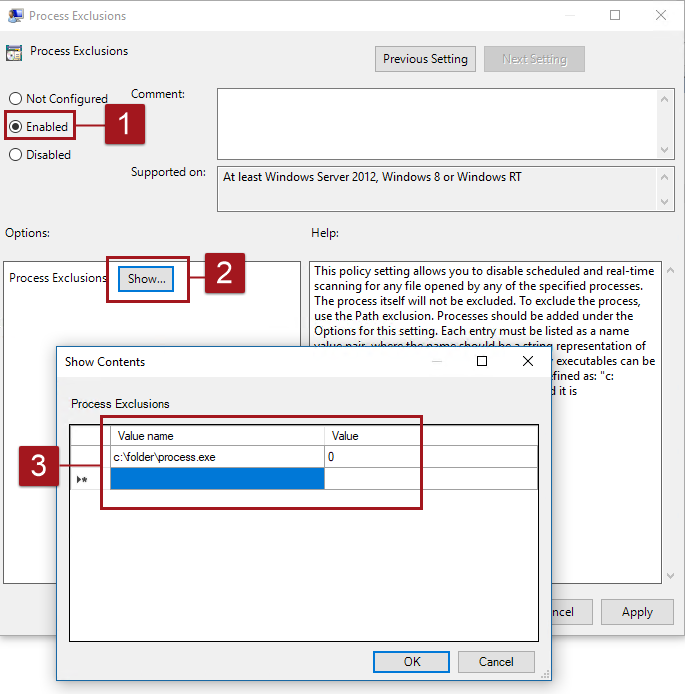 Process Exclusions
Process Exclusions
Previous Setting
Next Setting
Not Configured
Comment:
Enabled
1
Disabled
Supported on:
At least Windows Server 2012, Windows 8 or Windows RT
Options:
Help:
Process Exclusions
Show...
2
This policy setting allows you to disable scheduled and real-time
scanning for any file opened by any of the specified processes.
The process itself will not be excluded. To exclude the process,
use the Path exclusion. Processes should be added under the
Options for this setting. Each entry must be listed as a name
value pair, where the name should be a string representation of
executables can be
efined as: "c:
d it is
Show Contents
Process Exclusions
Value name
Value
3
c:\folder\process.exe
0
OK
Cancel
ncel
Apply